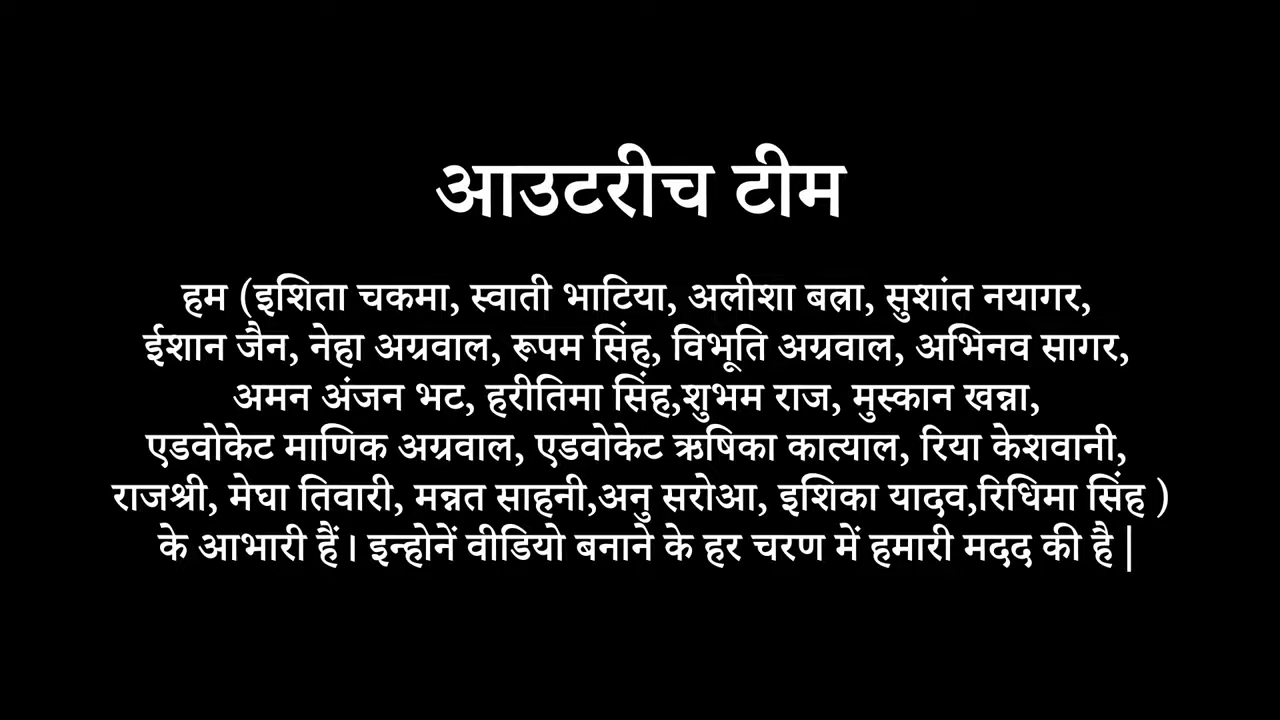 आउटरीच टीम
हम (इशिता चकमा, स्वाती भाटिया, अलीशा बत्रा, सुशांत नयागर,
ईशान जैन, नेहा अग्रवाल, रूपम सिंह, विभूति अग्रवाल, अभिनव सागर,
अमन अंजन भट, हरीतिमा सिंह,शुभम राज, मुस्कान खन्ना,
एडवोकेट माणिक अग्रवाल, एडवोकेट ऋषिका कात्याल, रिया केशवानी,
राजश्री, मेघा तिवारी, मन्नत साहनी,अनु सरोआ, इशिका यादव,रिधिमा सिंह )
के आभारी हैं। इन्होनें वीडियो बनाने के हर चरण में हमारी मदद की है |